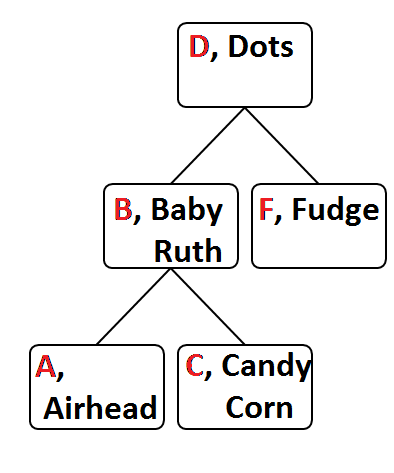 D, Dots
B, Baby
Ruth
F, Fudge
A,
Airhead
C, Candy
Corn